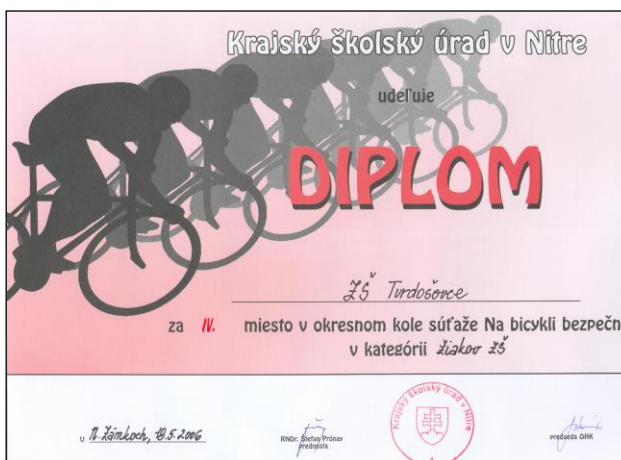 Krajský školský úrad v Nitre
udeľuje
DIPLOM
ZŠ Tvrdošovce
za IV. miesto v okresnom kole súťaže Na bicykli bezpečn
v kategórii žiakov ZŠ
v N. Zámkoch, 18.5.2006
RNDr. Štefan Prónay
prednosta
Krajský školský úrad v Nitre
predseda OHK